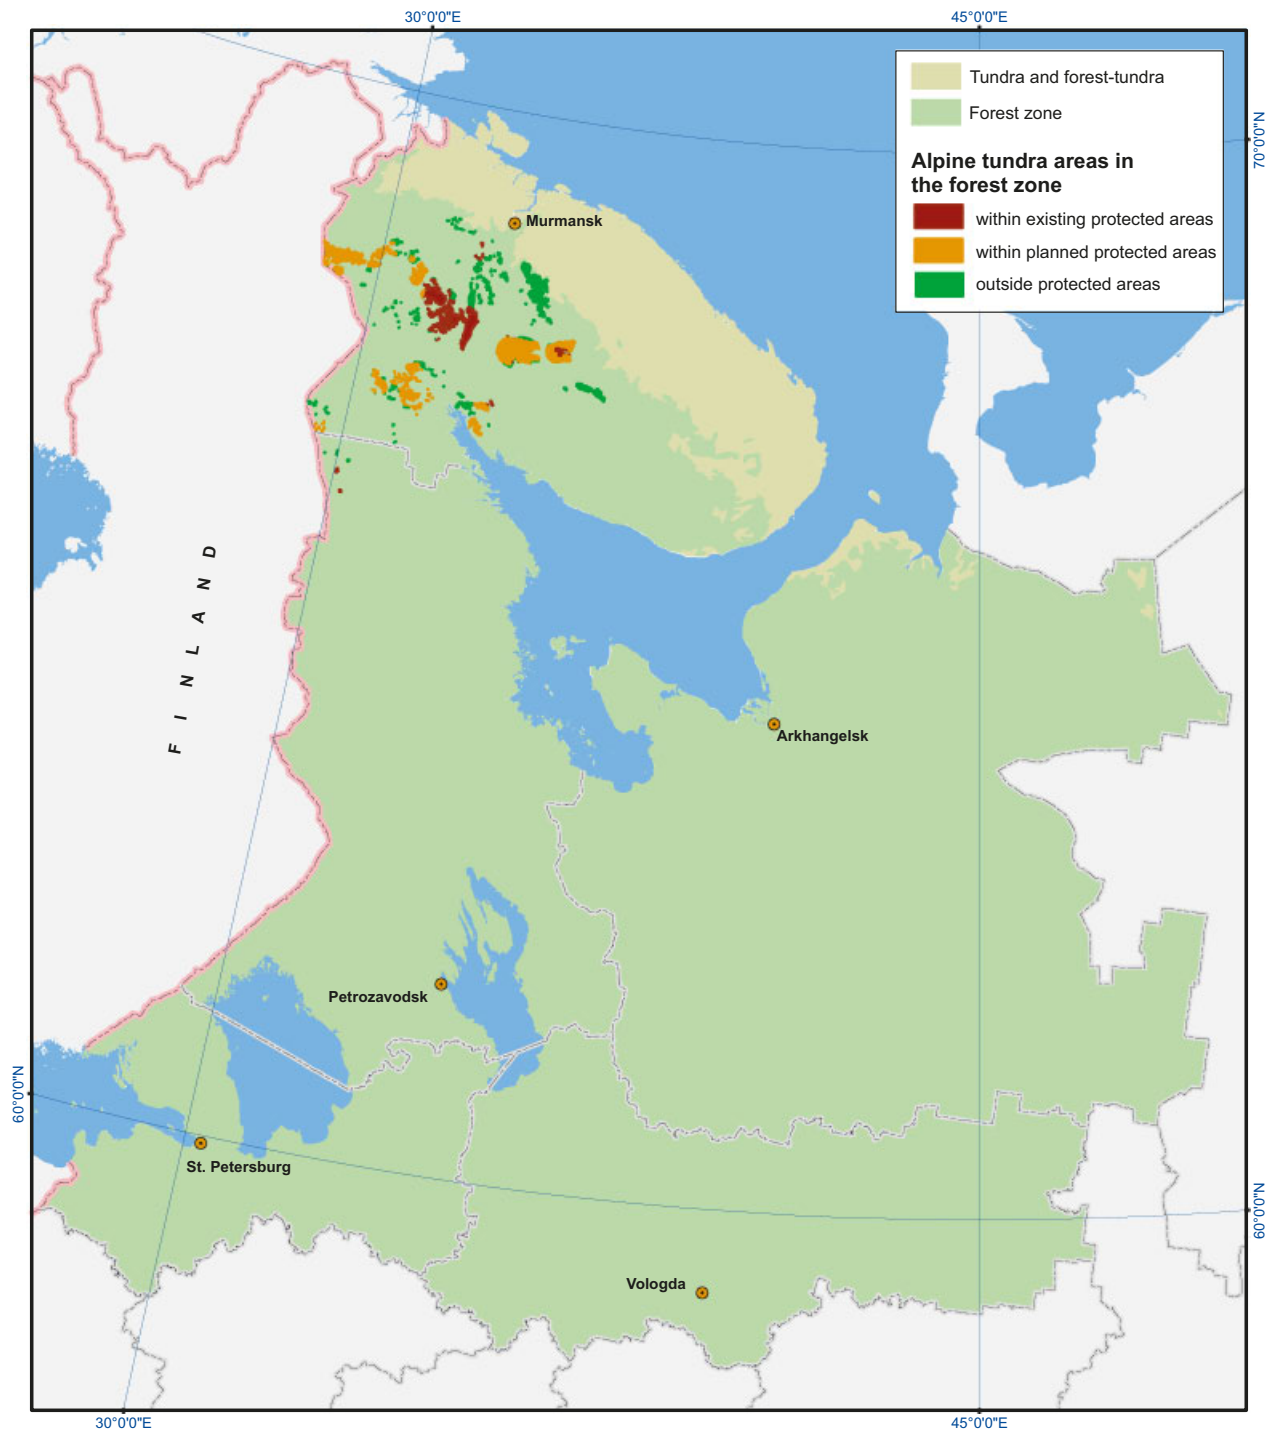 30°0'0"E
45°0'0"E
Tundra and forest-tundra
Forest zone
Alpine tundra areas in
the forest zone
within existing protected areas
within planned protected areas
outside protected areas
70°0'0"N
Murmansk
FINLAND
Arkhangelsk
Petrozavodsk
60°0'0"N
St. Petersburg
60°0'0"N
Vologda
30°0'0"E
45°0'0"E